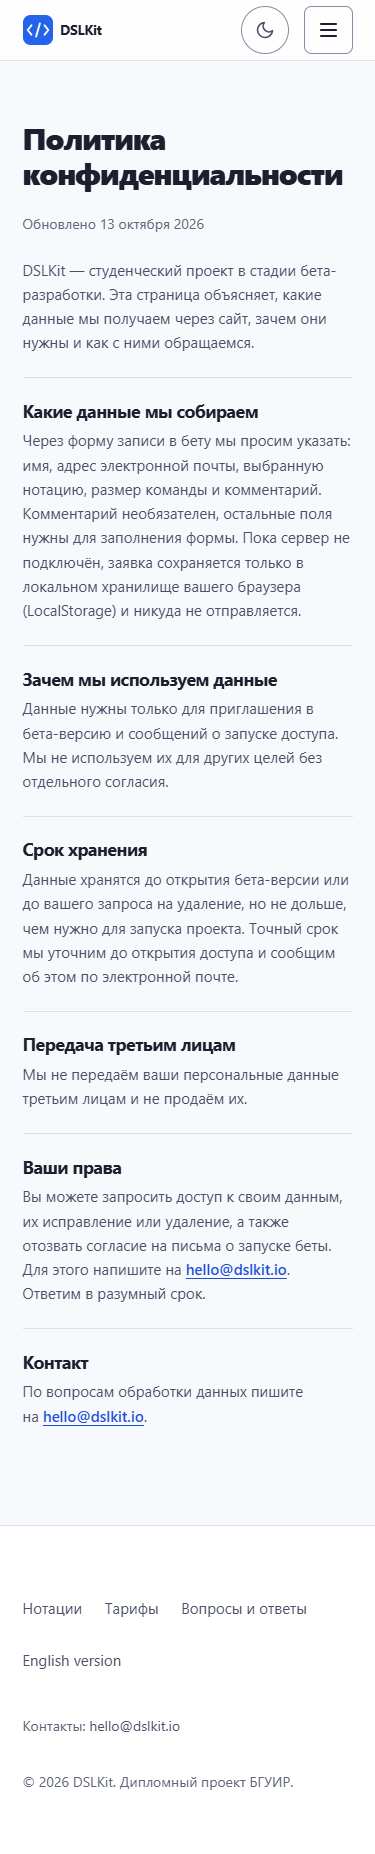 DSLKit
Политика
конфиденциальности
Обновлено 13 октября 2026
DSLKit — студенческий проект в стадии бета-
разработки. Эта страница объясняет, какие
данные мы получаем через сайт, зачем они
нужны и как с ними обращаемся.
Какие данные мы собираем
Через форму записи в бету мы просим указать:
имя, адрес электронной почты, выбранную
нотацию, размер команды и комментарий.
Комментарий необязателен, остальные поля
нужны для заполнения формы. Пока сервер не
подключён, заявка сохраняется только в
локальном хранилище вашего браузера
(LocalStorage) и никуда не отправляется.
Зачем мы используем данные
Данные нужны только для приглашения в
бета-версию и сообщений о запуске доступа.
Мы не используем их для других целей без
отдельного согласия.
Срок хранения
Данные хранятся до открытия бета-версии или
до вашего запроса на удаление, но не дольше,
чем нужно для запуска проекта. Точный срок
мы уточним до открытия доступа и сообщим
об этом по электронной почте.
Передача третьим лицам
Мы не передаём ваши персональные данные
третьим лицам и не продаём их.
Ваши права
Вы можете запросить доступ к своим данным,
их исправление или удаление, а также
отозвать согласие на письма о запуске беты.
Для этого напишите на hello@dslkit.io.
Ответим в разумный срок.
Контакт
По вопросам обработки данных пишите
на hello@dslkit.io.
Нотации Тарифы Вопросы и ответы
English version
Контакты: hello@dslkit.io
© 2026 DSLKit. Дипломный проект БГУИР.